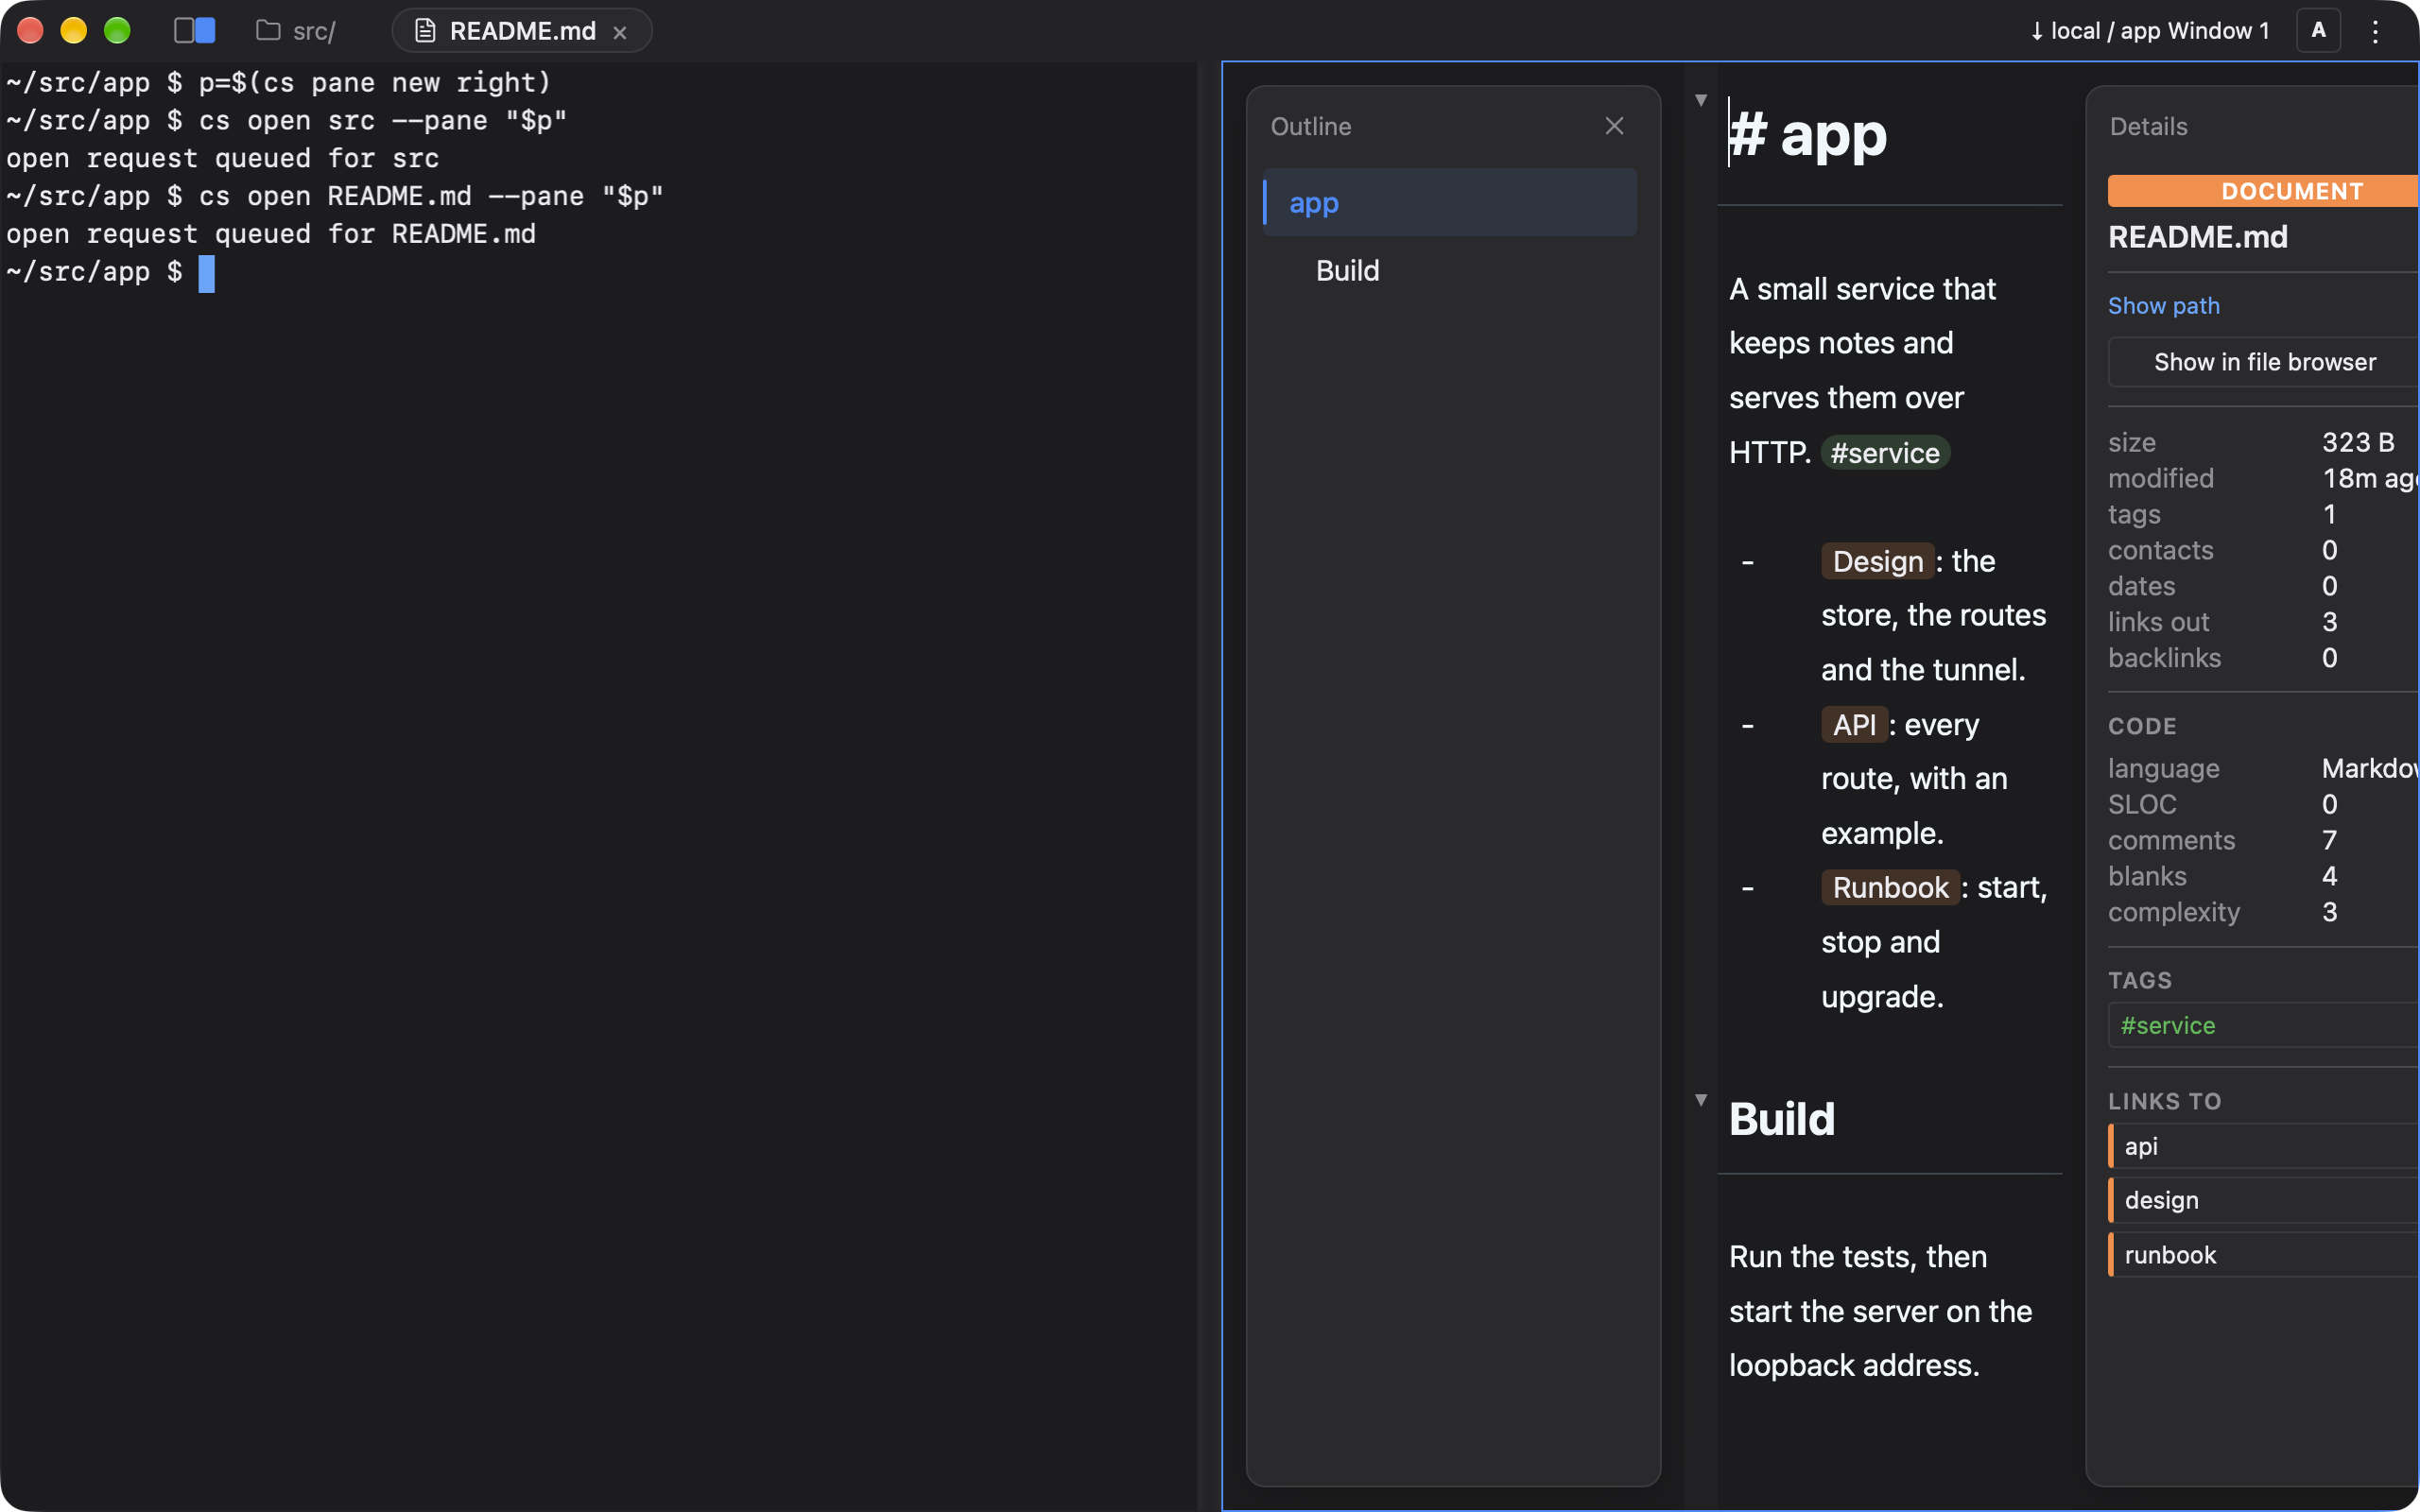 src/
README.md ×
↓ local / app Window 1
A
~/src/app $ p=$(cs pane new right)
~/src/app $ cs open src --pane "$p"
open request queued for src
~/src/app $ cs open README.md --pane "$p"
open request queued for README.md
~/src/app $
Outline
app
Build
# app
A small service that
keeps notes and
serves them over
HTTP. #service
- Design : the
store, the routes
and the tunnel.
- API : every
route, with an
example.
- Runbook : start,
stop and
upgrade.
Build
Run the tests, then
start the server on the
loopback address.
Details
DOCUMENT
README.md
Show path
Show in file browser
size 323 B
modified 18m ag
tags 1
contacts 0
dates 0
links out 3
backlinks 0
CODE
language Markdo
SLOC 0
comments 7
blanks 4
complexity 3
TAGS
#service
LINKS TO
api
design
runbook